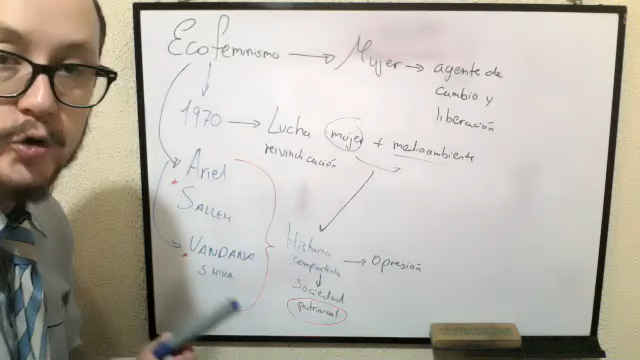 Ecofeminismo → Mujer → agente de
cambio y
liberación
1970 → Lucha mujer + medioambiente
reivindicación
Ariel
SALLEH
VANDANA
SHIVA
Historia
compartida → Opresión
Sociedad
patriarcal